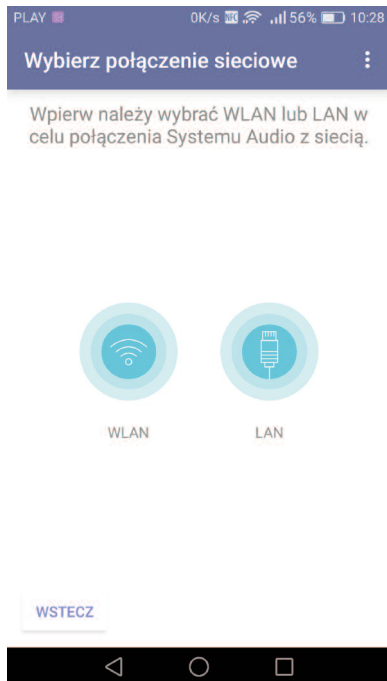 PLAY 0K/s NFC 56% 10:28
Wybierz połączenie sieciowe
Wpierw należy wybrać WLAN lub LAN w
celu połączenia Systemu Audio z siecią.
WLAN LAN
WSTECZ